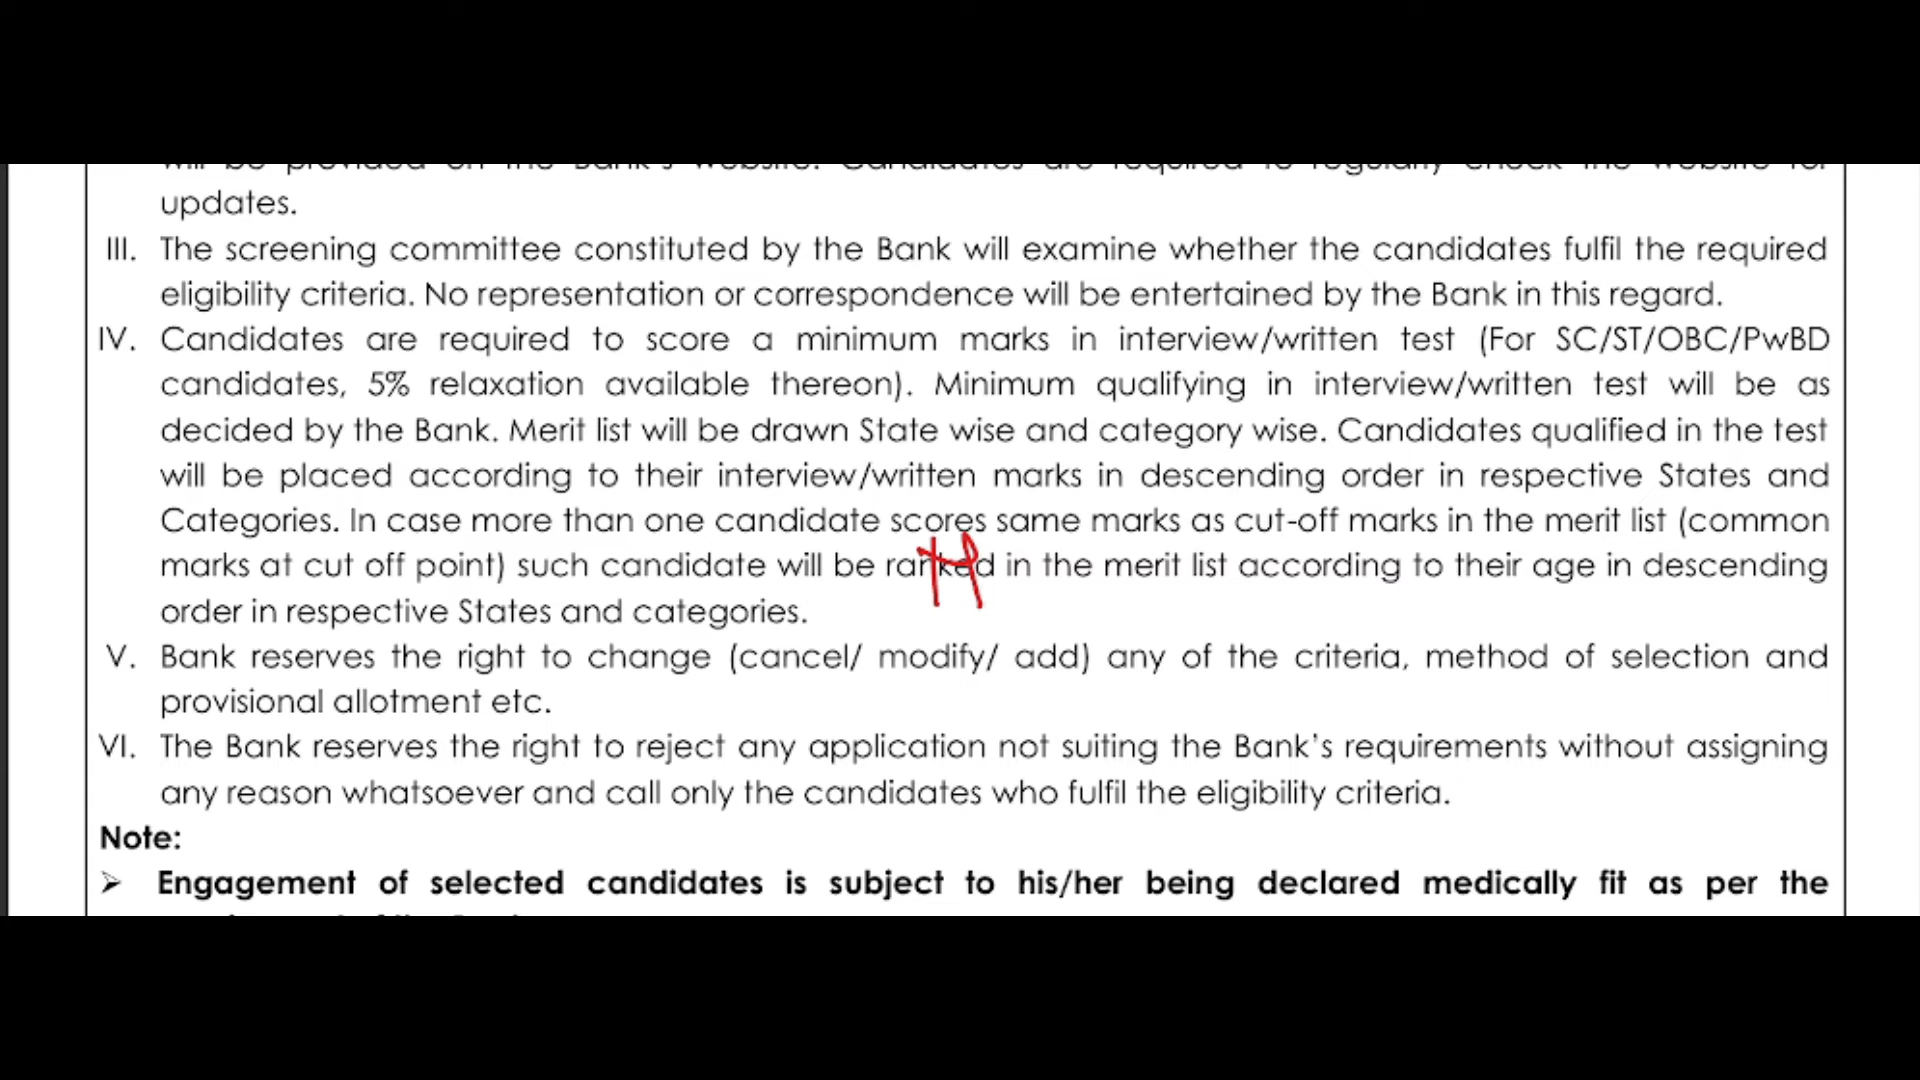 updates.
III. The screening committee constituted by the Bank will examine whether the candidates fulfil the required
eligibility criteria. No representation or correspondence will be entertained by the Bank in this regard.
IV. Candidates are required to score a minimum marks in interview/written test (For SC/ST/OBC/PwBD
candidates, 5% relaxation available thereon). Minimum qualifying in interview/written test will be as
decided by the Bank. Merit list will be drawn State wise and category wise. Candidates qualified in the test
will be placed according to their interview/written marks in descending order in respective States and
Categories. In case more than one candidate scores same marks as cut-off marks in the merit list (common
marks at cut off point) such candidate will be ranked in the merit list according to their age in descending
order in respective States and categories.
V. Bank reserves the right to change (cancel/ modify/ add) any of the criteria, method of selection and
provisional allotment etc.
VI. The Bank reserves the right to reject any application not suiting the Bank's requirements without assigning
any reason whatsoever and call only the candidates who fulfil the eligibility criteria.
Note:
➢ Engagement of selected candidates is subject to his/her being declared medically fit as per the